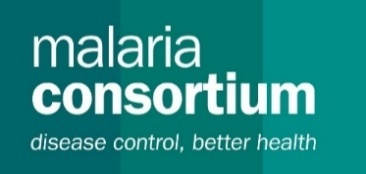 malaria
consortium
disease control, better health